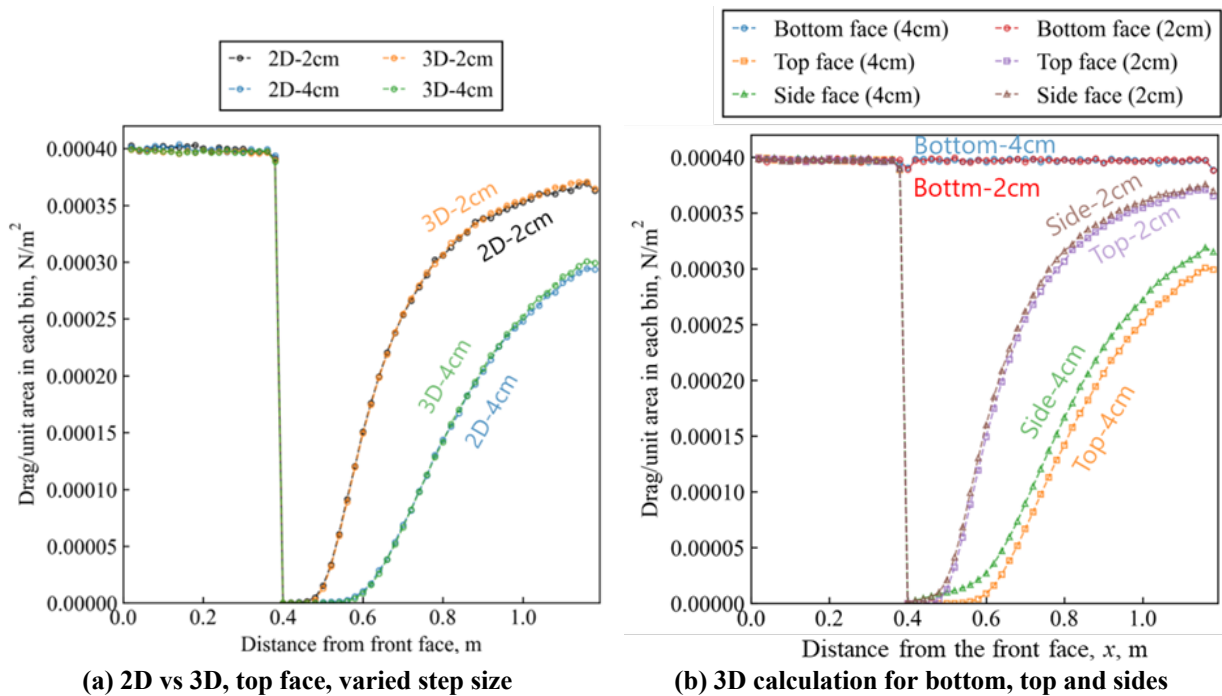 2D-2cm 3D-2cm
2D-4cm 3D-4cm
0.00040
0.00035
0.00030
0.00025
0.00020
0.00015
0.00010
0.00005
0.00000
Drag/unit area in each bin, N/m²
3D-2cm
2D-2cm
3D-4cm
2D-4cm
0.0 0.2 0.4 0.6 0.8 1.0
Distance from front face, m
(a) 2D vs 3D, top face, varied step size
Bottom face (4cm) Bottom face (2cm)
Top face (4cm) Top face (2cm)
Side face (4cm) Side face (2cm)
0.00040
0.00035
0.00030
0.00025
0.00020
0.00015
0.00010
0.00005
0.00000
Drag/unit area in each bin, N/m²
Bottom-4cm
Bottm-2cm
Side-2cm
Top-2cm
Side-4cm
Top-4cm
0.0 0.2 0.4 0.6 0.8 1.0
Distance from the front face, x, m
(b) 3D calculation for bottom, top and sides